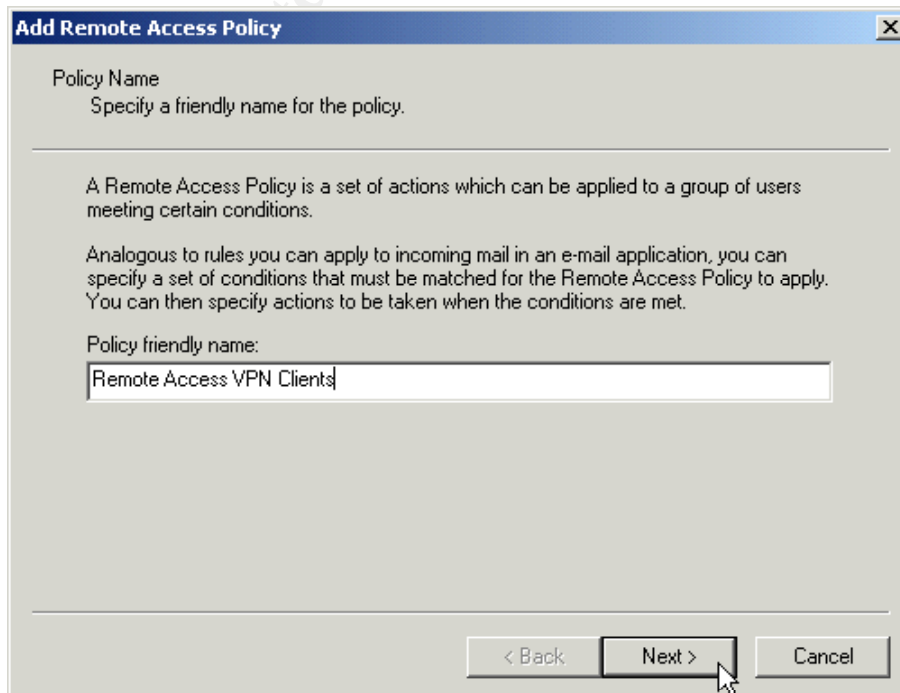 Add Remote Access Policy
Policy Name
Specify a friendly name for the policy.
A Remote Access Policy is a set of actions which can be applied to a group of users
meeting certain conditions.
Analogous to rules you can apply to incoming mail in an e-mail application, you can
specify a set of conditions that must be matched for the Remote Access Policy to apply.
You can then specify actions to be taken when the conditions are met.
Policy friendly name:
Remote Access VPN Clients
< Back Next > Cancel